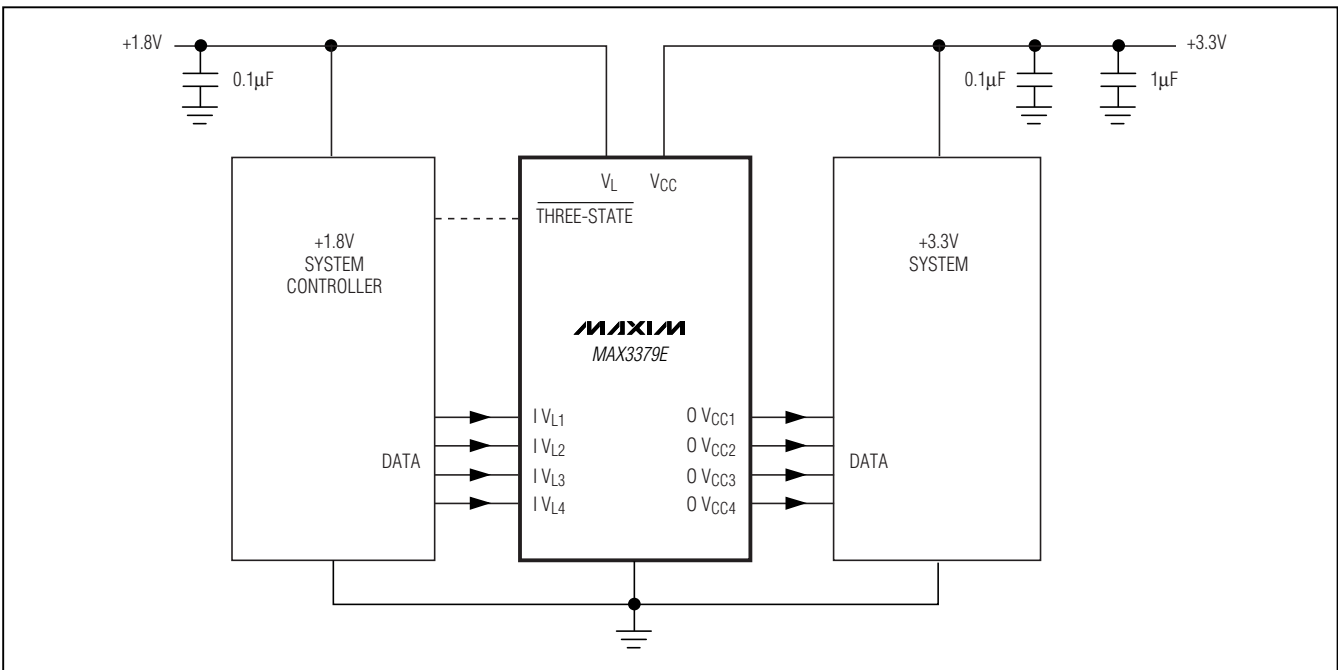 +1.8V
0.1μF
0.1μF
1μF
+3.3V
V_L
V_CC
THREE-STATE
+1.8V
SYSTEM
CONTROLLER
+3.3V
SYSTEM
MAXIM
MAX3379E
DATA
I V_L1
I V_L2
I V_L3
I V_L4
O V_CC1
O V_CC2
O V_CC3
O V_CC4
DATA